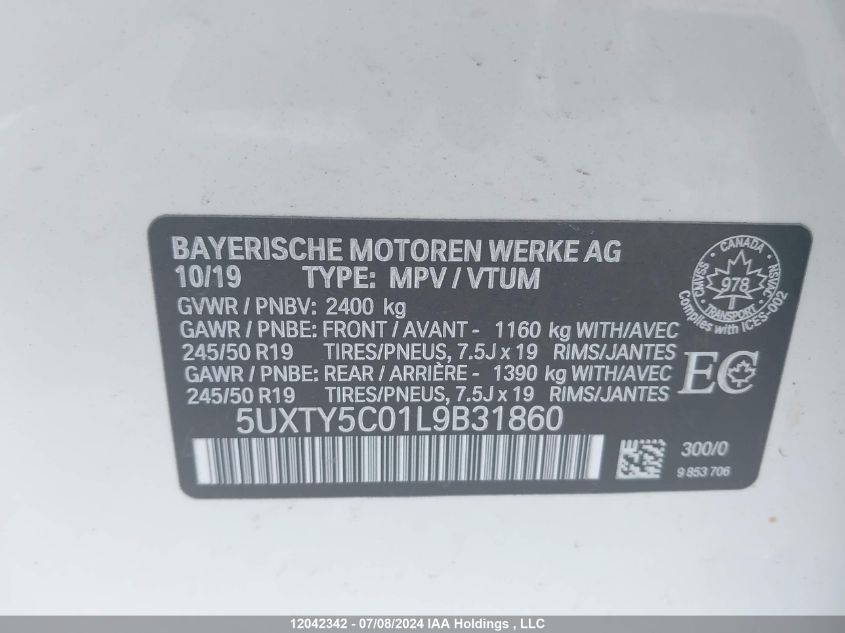 BAYERISCHE MOTOREN WERKE AG
10/19 TYPE: MPV / VTUM
GVWR / PNBV: 2400 kg
GAWR / PNBE: FRONT / AVANT - 1160 kg WITH/AVEC
245/50 R19 TIRES/PNEUS, 7.5J x 19 RIMS/JANTES
GAWR / PNBE: REAR / ARRIÈRE - 1390 kg WITH/AVEC
245/50 R19 TIRES/PNEUS, 7.5J x 19 RIMS/JANTES
5UXTY5C01L9B31860
CANADA
CMVSS
NSVAC
978
TRANSPORT
Complies with ICES-002
EC
300/0
9 853 706
12042342 - 07/08/2024 IAA Holdings , LLC